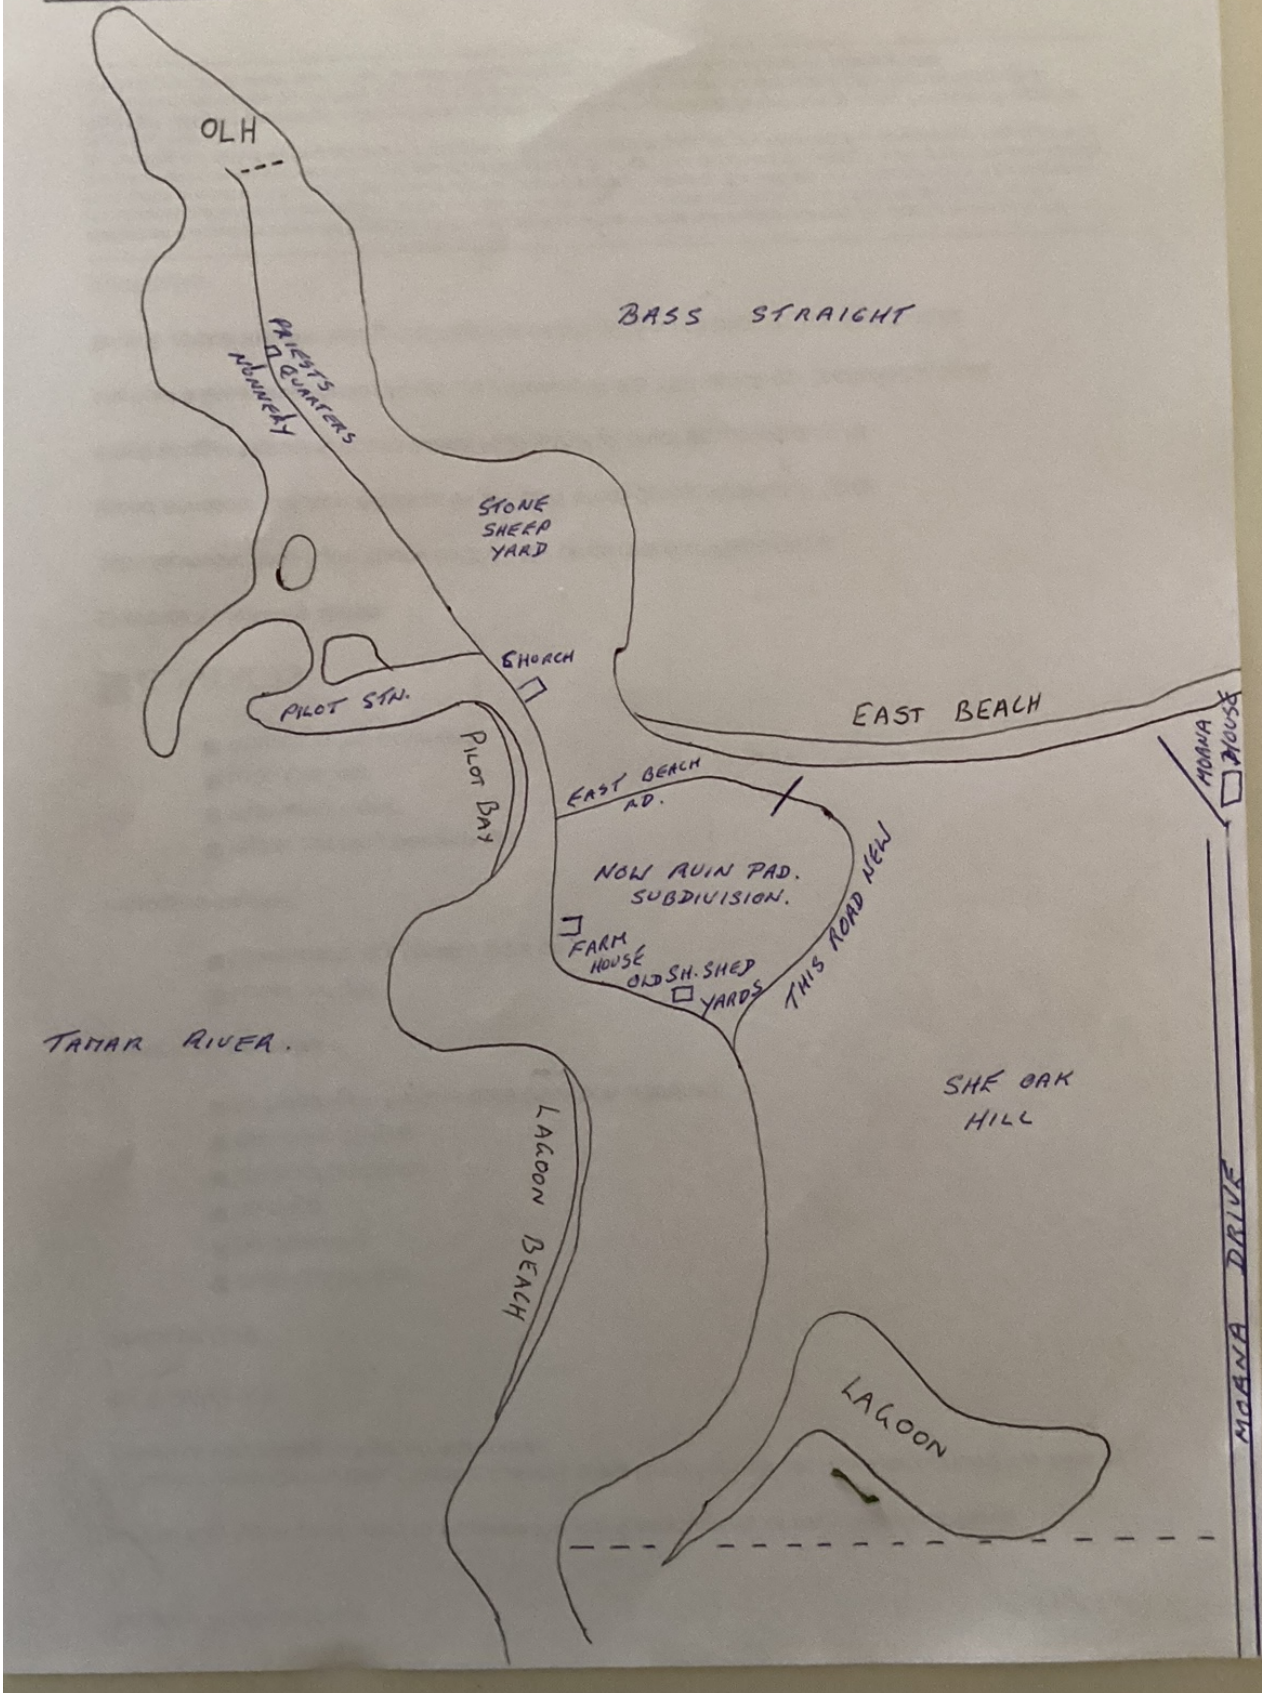 OLH
BASS STRAIGHT
PRIESTS
QUARTERS
NUNNERY
STONE
SHEEP
YARD
CHURCH
PILOT STN.
EAST BEACH
MOANA
HOUSE
PILOT BAY
EAST BEACH
RD.
NOW RUIN PAD.
SUBDIVISION.
THIS ROAD NEW
FARM
HOUSE
OLD SH. SHED
YARDS
TAMAR RIVER.
SHE OAK
HILL
LAGOON BEACH
MOANA DRIVE
LAGOON